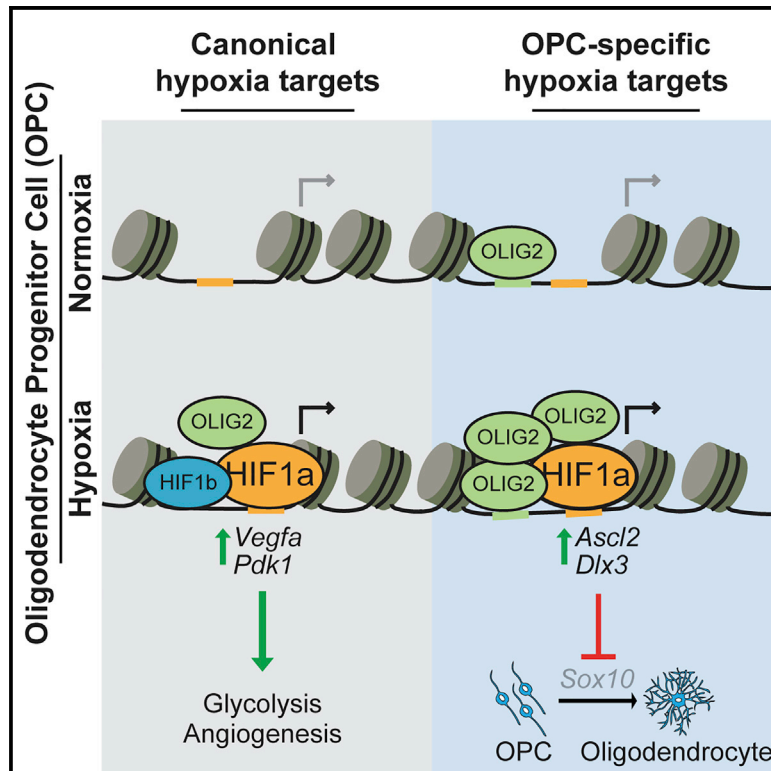 Canonical
hypoxia targets
OPC-specific
hypoxia targets
Oligodendrocyte Progenitor Cell (OPC)
Normoxia
OLIG2
Hypoxia
OLIG2
HIF1b
HIF1a
Vegfa
Pdk1
Glycolysis
Angiogenesis
OLIG2
OLIG2
OLIG2
HIF1a
Ascl2
Dlx3
Sox10
OPC
Oligodendrocyte